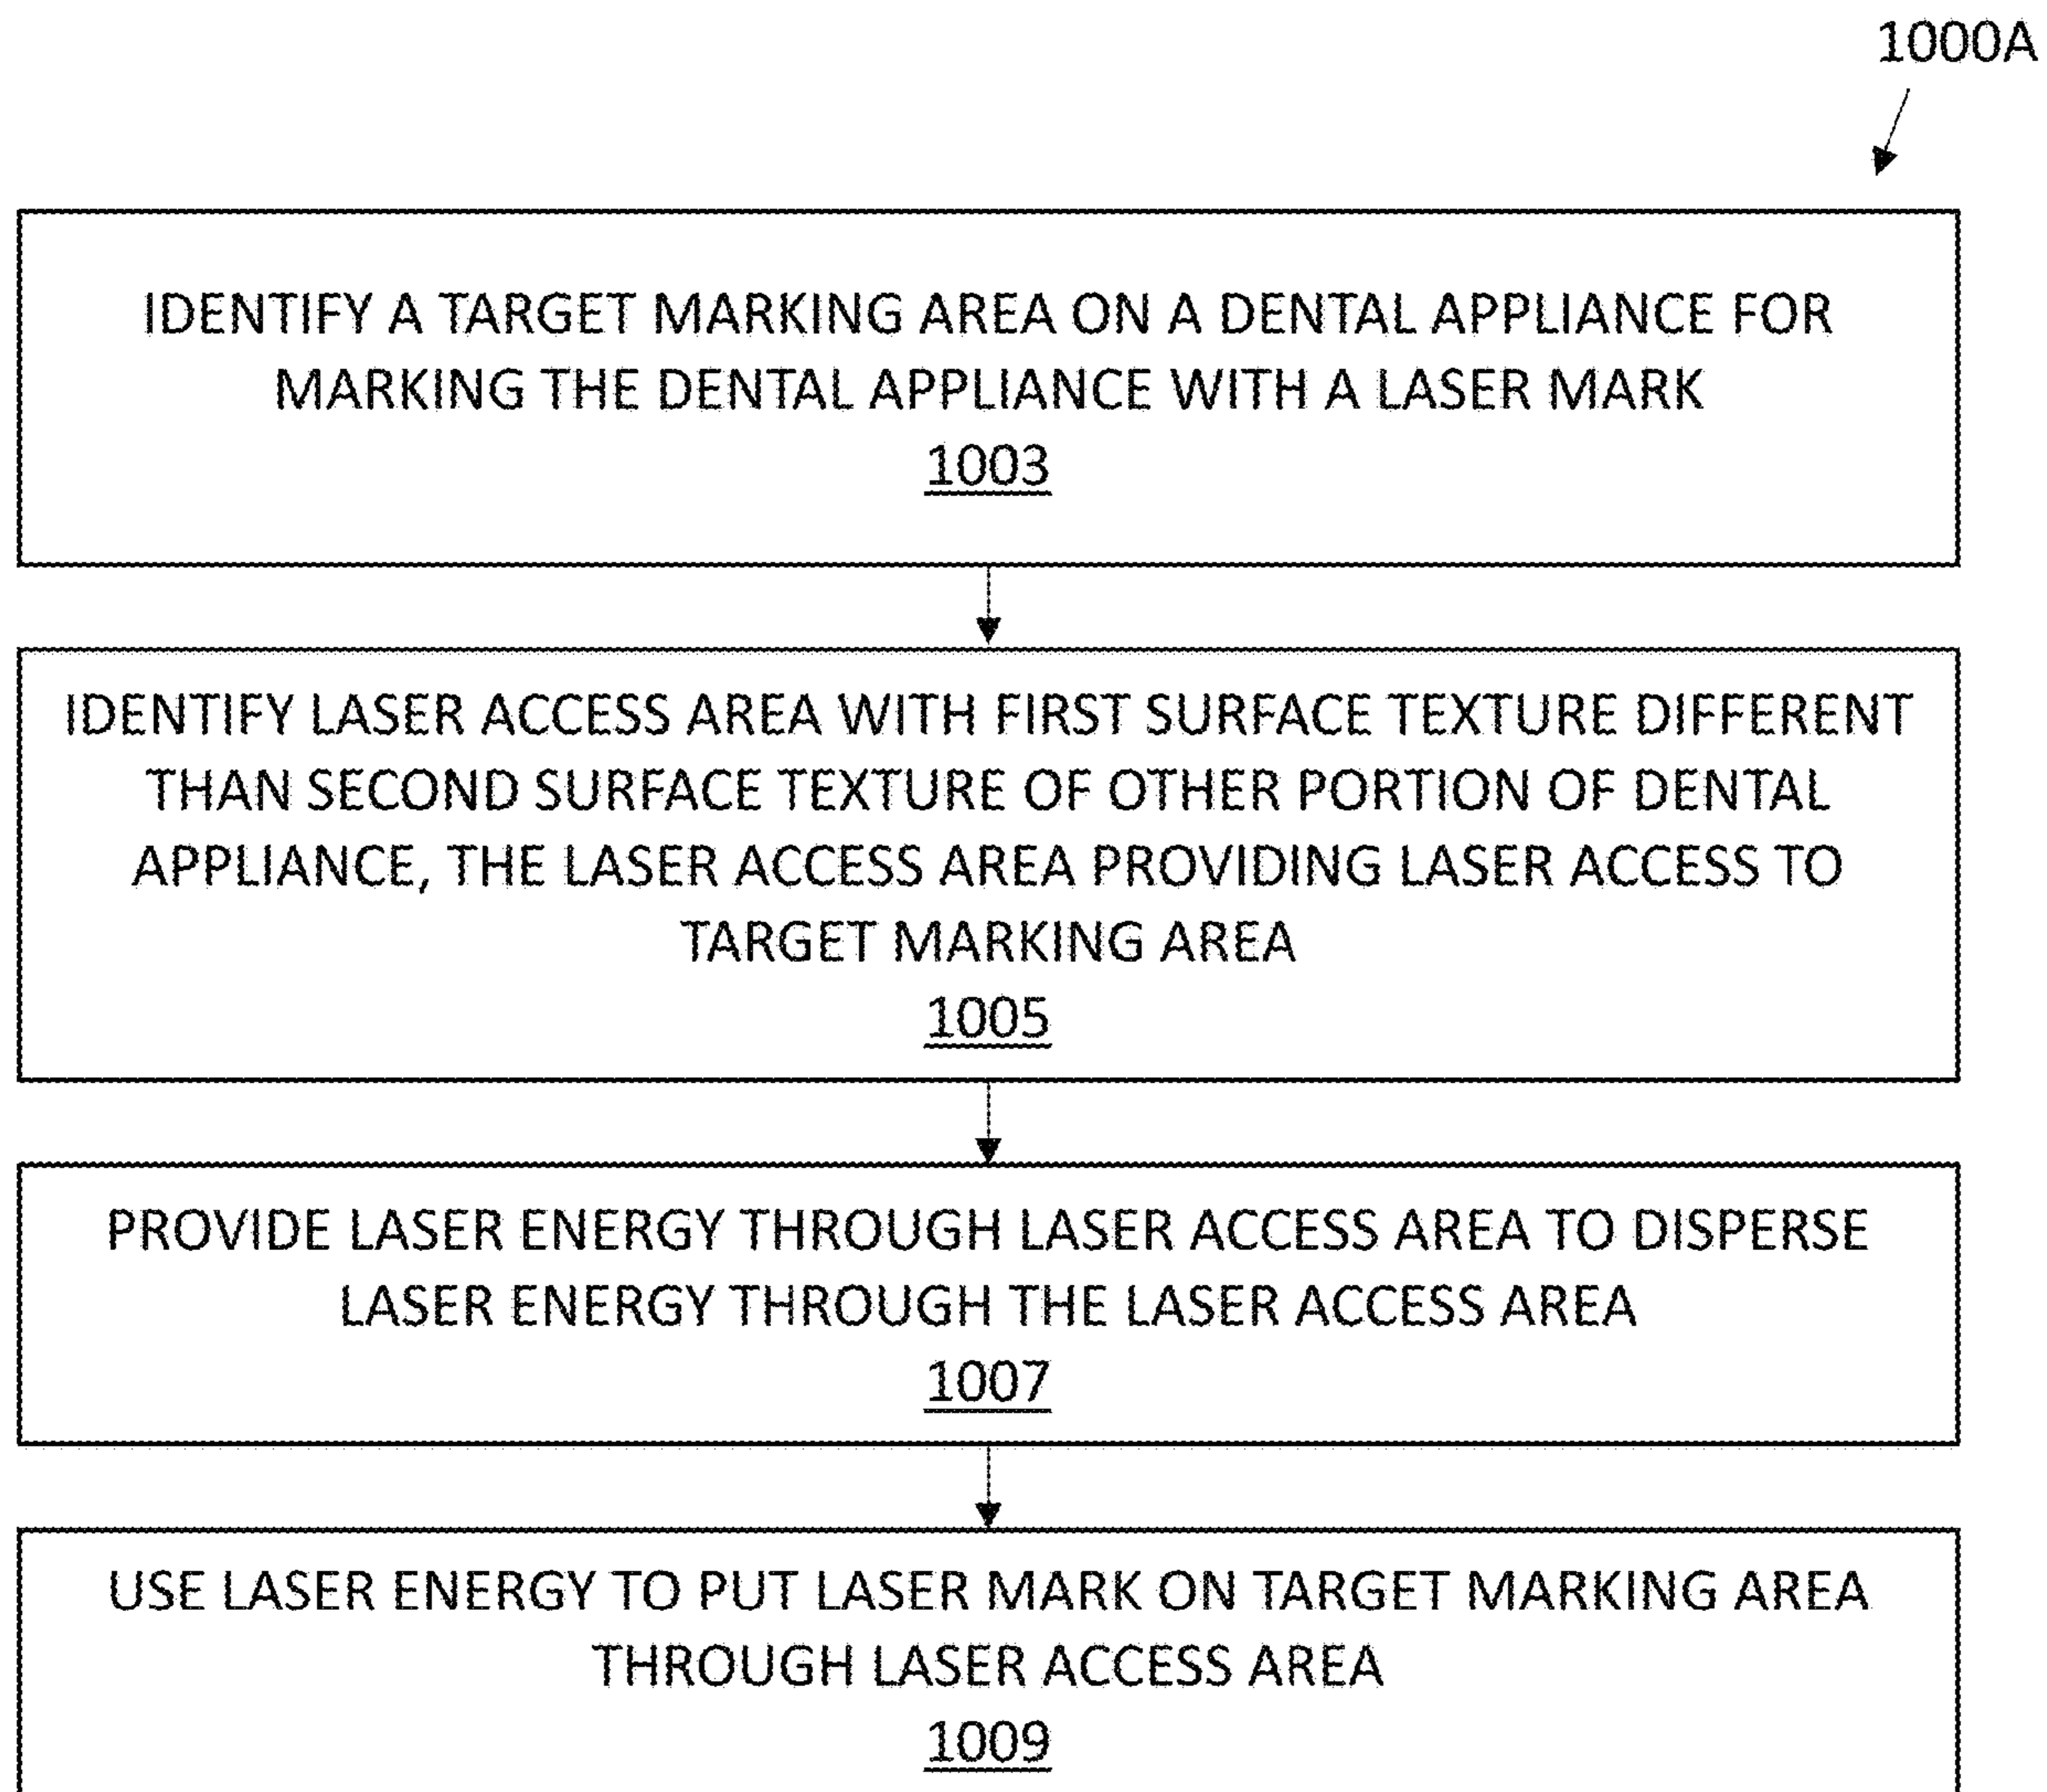 1000A
IDENTIFY A TARGET MARKING AREA ON A DENTAL APPLIANCE FOR
MARKING THE DENTAL APPLIANCE WITH A LASER MARK
1003
IDENTIFY LASER ACCESS AREA WITH FIRST SURFACE TEXTURE DIFFERENT
THAN SECOND SURFACE TEXTURE OF OTHER PORTION OF DENTAL
APPLIANCE, THE LASER ACCESS AREA PROVIDING LASER ACCESS TO
TARGET MARKING AREA
1005
PROVIDE LASER ENERGY THROUGH LASER ACCESS AREA TO DISPERSE
LASER ENERGY THROUGH THE LASER ACCESS AREA
1007
USE LASER ENERGY TO PUT LASER MARK ON TARGET MARKING AREA
THROUGH LASER ACCESS AREA
1009